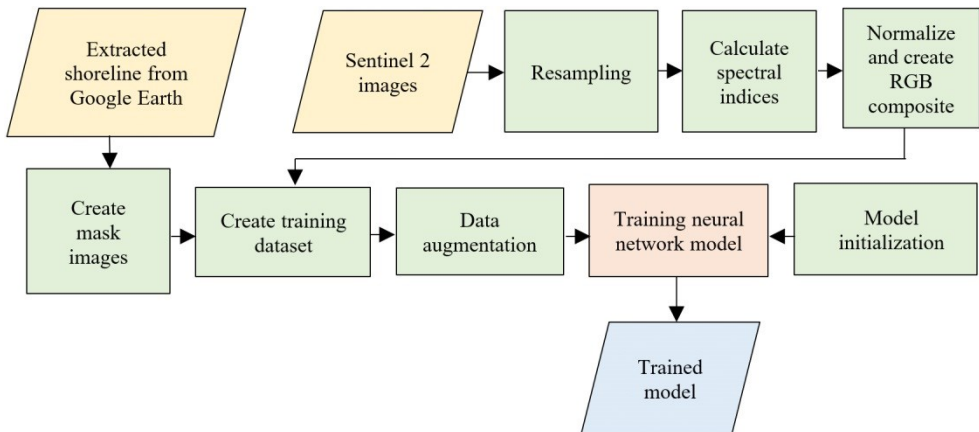 Extracted
shoreline from
Google Earth
Sentinel 2
images
Resampling
Calculate
spectral
indices
Normalize
and create
RGB
composite
Create
mask
images
Create training
dataset
Data
augmentation
Training neural
network model
Model
initialization
Trained
model